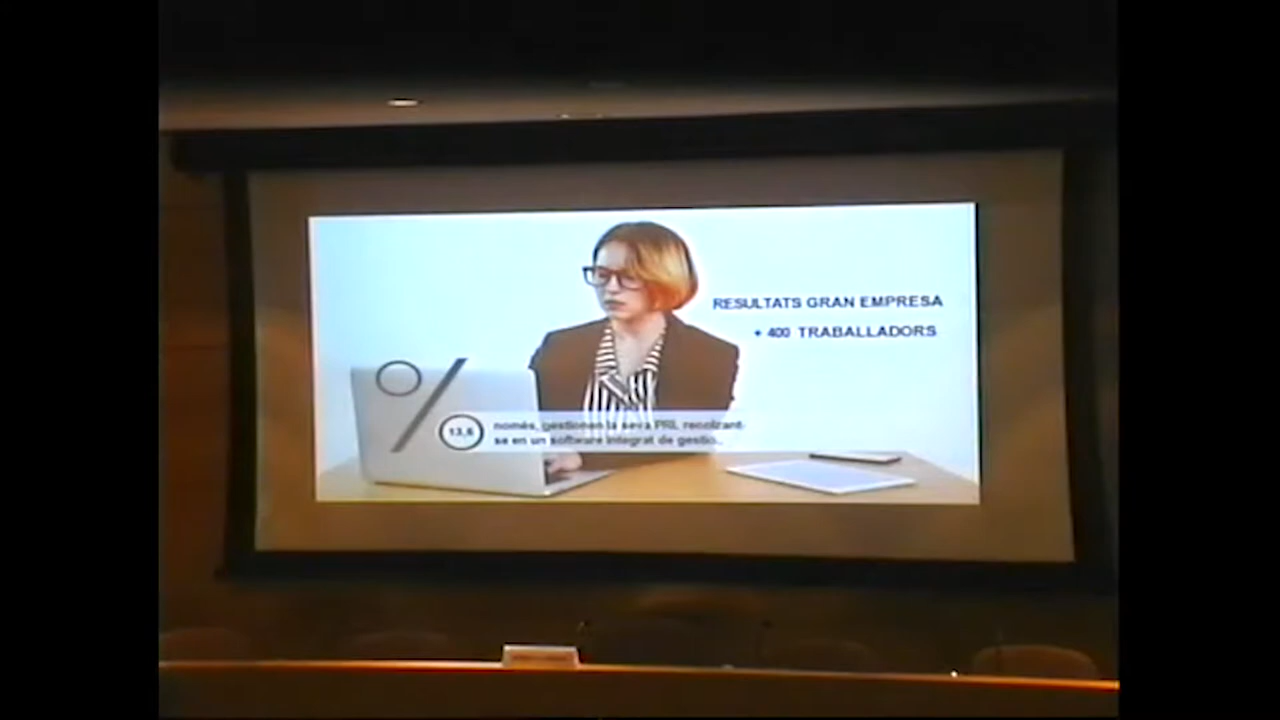 RESULTATS GRAN EMPRESA
+ 400 TRABALLADORS
%
13,6
només, gestionen la seva PRL recolzant-
se en un software integrat de gestio..